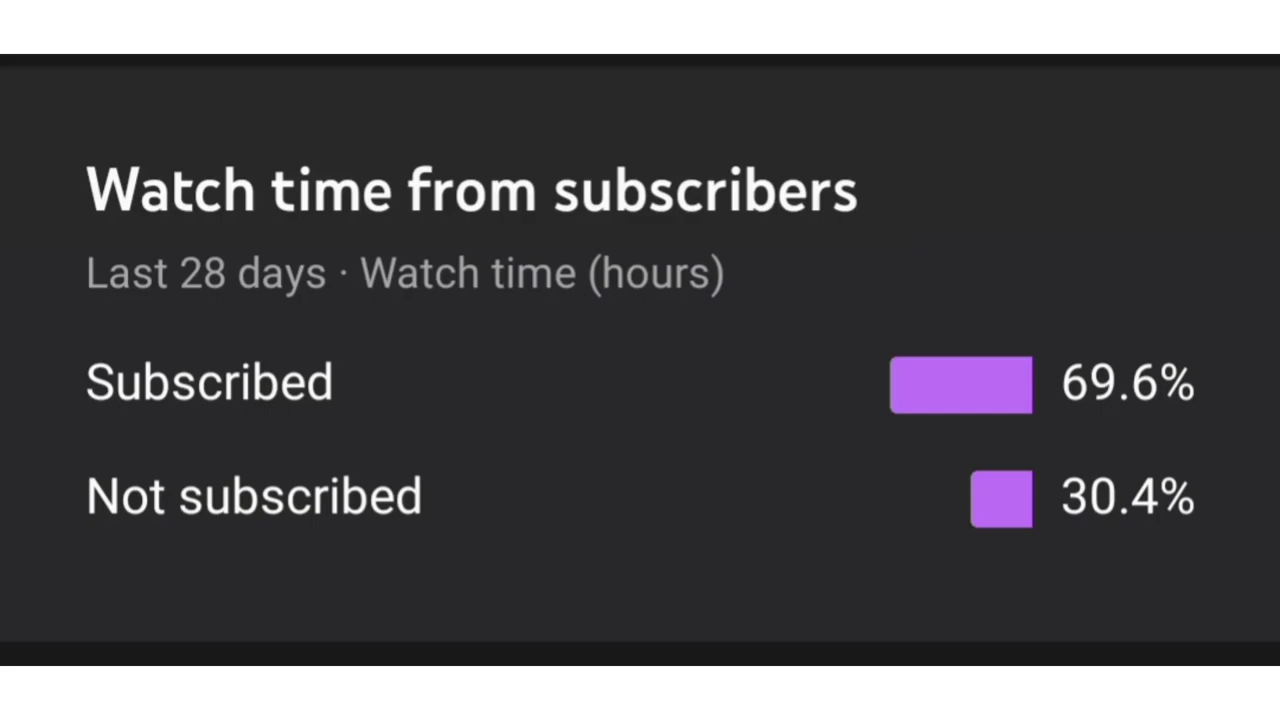 Watch time from subscribers
Last 28 days · Watch time (hours)
Subscribed 69.6%
Not subscribed 30.4%